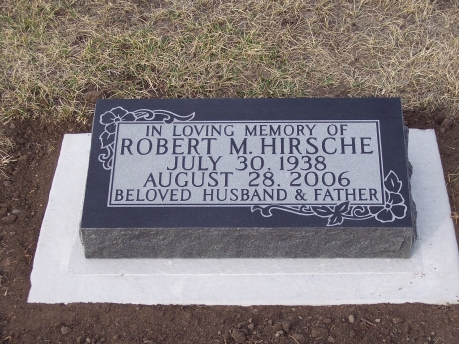 IN LOVING MEMORY OF
ROBERT M. HIRSCHE
JULY 30, 1938
AUGUST 28, 2006
BELOVED HUSBAND & FATHER